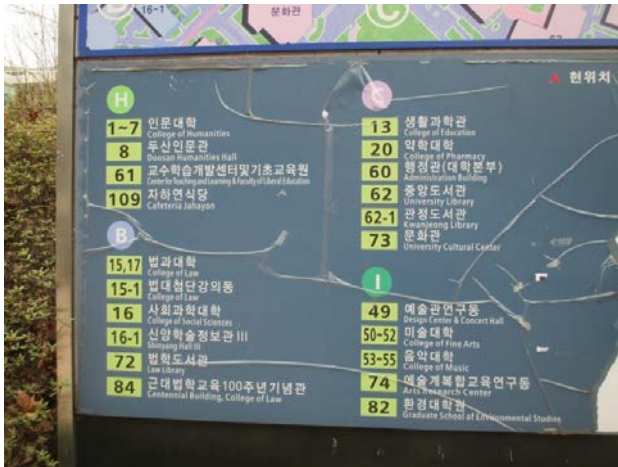 16-1
문화관
C
62
현위치
H
1~7 인문대학
College of Humanities
8 두산인문관
Doosan Humanities Hall
61 교수학습개발센터및기초교육원
Center for Teaching and Learning & Faculty of Liberal Education
109 자하연식당
Cafeteria Jahayon
B
15,17 법과대학
College of Law
15-1 법대첨단강의동
College of Law
16 사회과학대학
College of Social Sciences
16-1 신양학술정보관 III
Shinyang Hall III
72 법학도서관
Law Library
84 근대법학교육100주년기념관
Centennial Building, College of Law
C
13 생활과학관
College of Education
20 약학대학
College of Pharmacy
60 행정관(대학본부)
Administration Building
62 중앙도서관
University Library
62-1 관정도서관
Kwanjeong Library
73 문화관
University Cultural Center
I
49 예술관연구동
Design Center & Concert Hall
50~52 미술대학
College of Fine Arts
53~55 음악대학
College of Music
74 예술계복합교육연구동
Arts Research Center
82 환경대학원
Graduate School of Environmental Studies